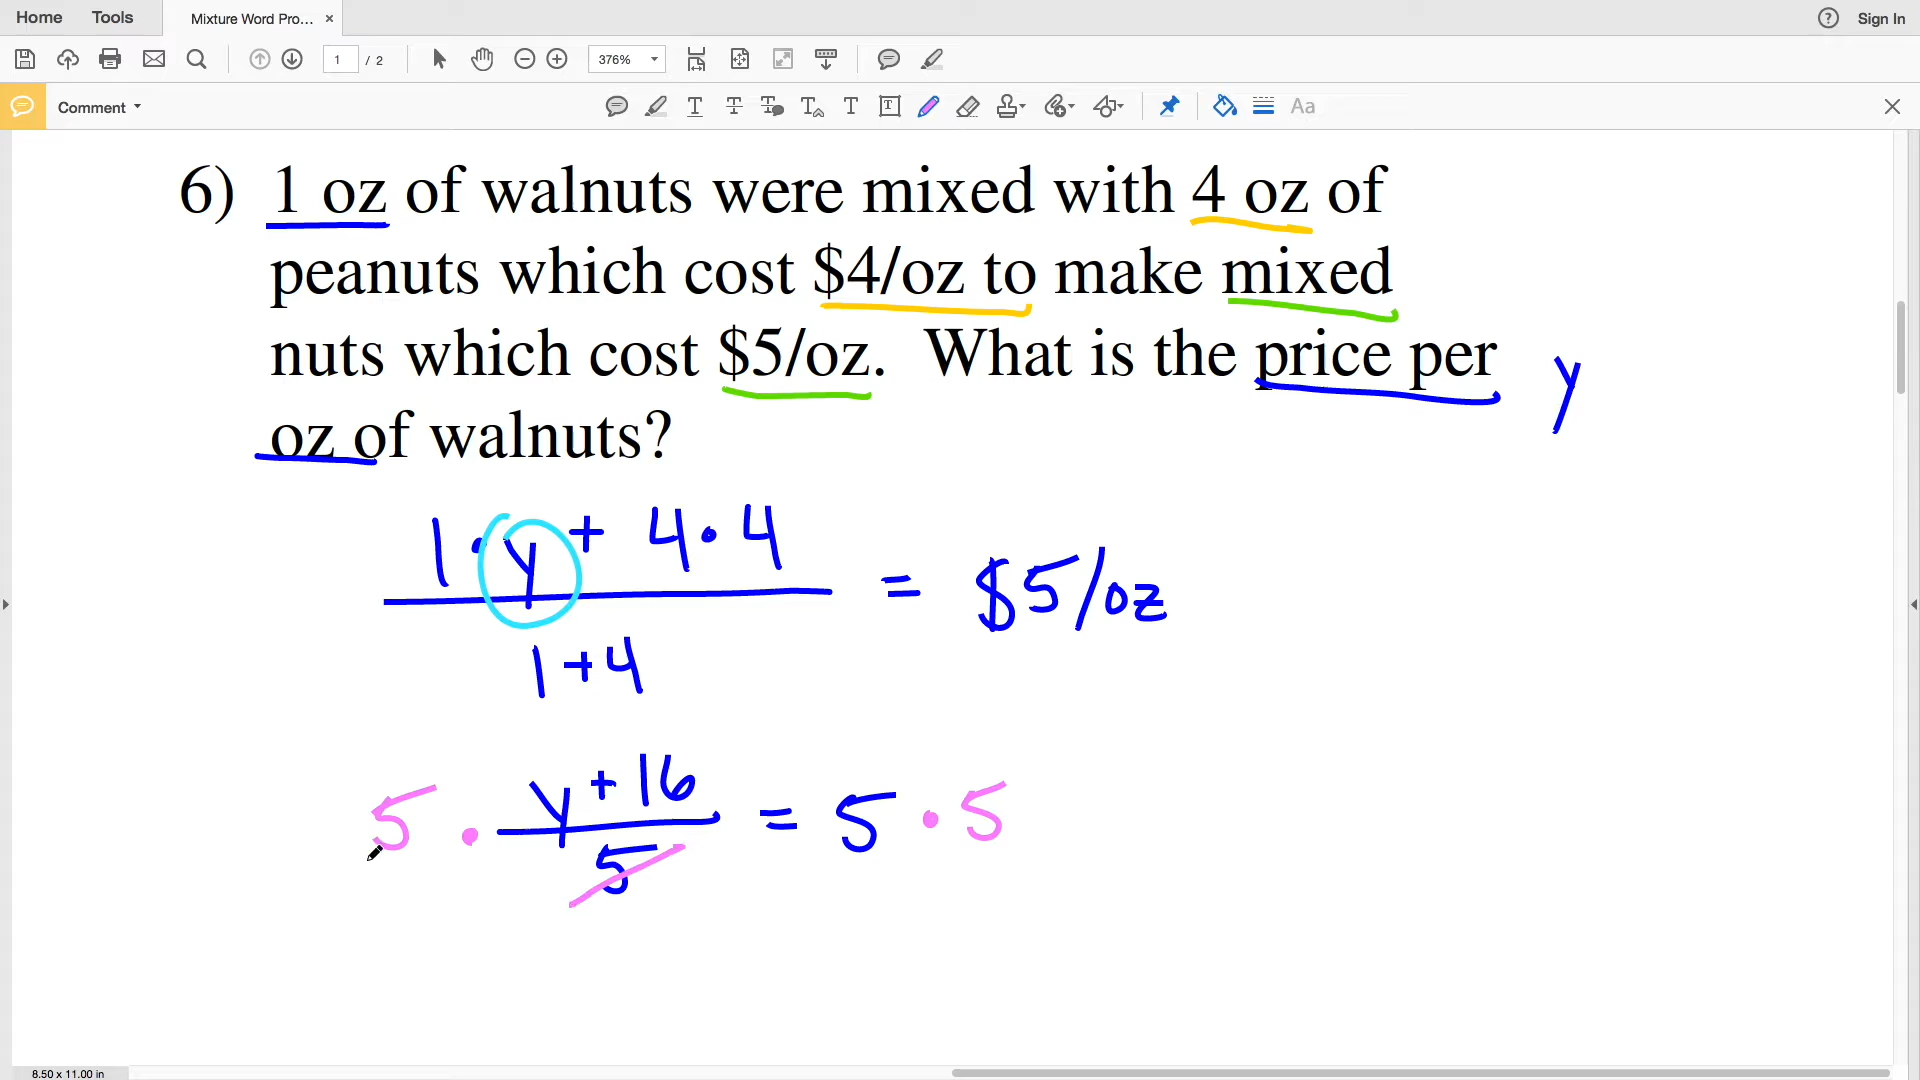 Home Tools Mixture Word Pro... × ? Sign In
1 / 2 376%
Comment T T T T T T Aa
6) 1 oz of walnuts were mixed with 4 oz of
peanuts which cost $4/oz to make mixed
nuts which cost $5/oz. What is the price per y
oz of walnuts?
1 · y + 4 · 4
= $5/oz
1 + 4
5 · y + 16 = 5 · 5
5
8.50 x 11.00 in